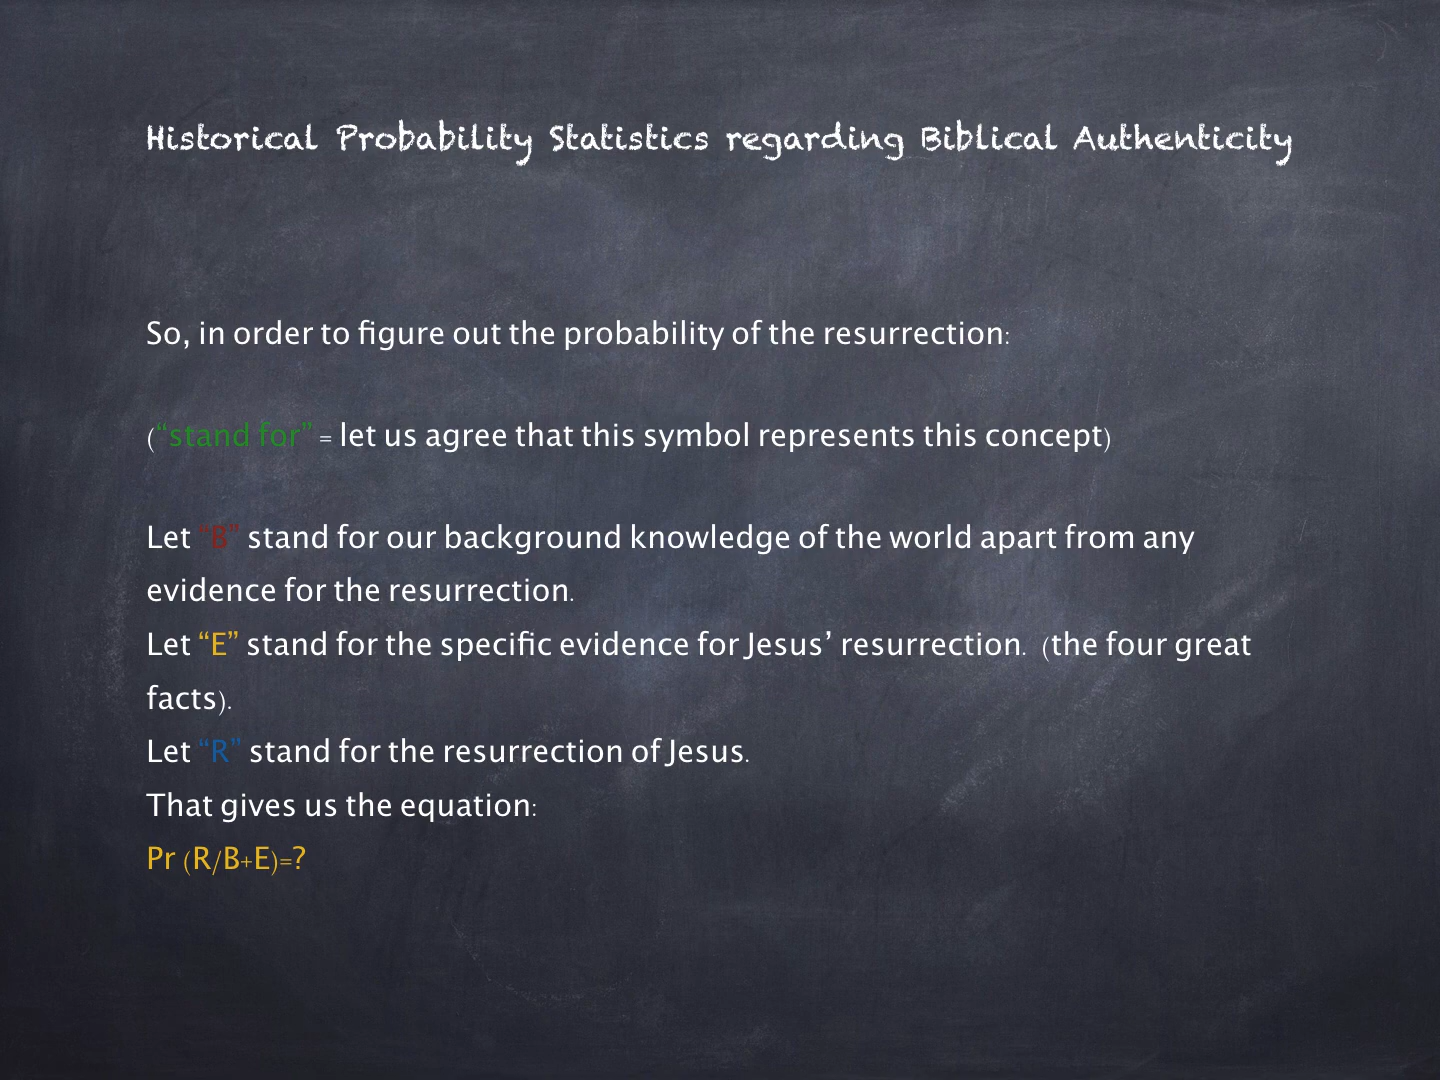 Historical Probability Statistics regarding Biblical Authenticity
So, in order to figure out the probability of the resurrection:
(“stand for” = let us agree that this symbol represents this concept)
Let “B” stand for our background knowledge of the world apart from any
evidence for the resurrection.
Let “E” stand for the specific evidence for Jesus’ resurrection. (the four great
facts).
Let “R” stand for the resurrection of Jesus.
That gives us the equation:
Pr (R/B+E)=?